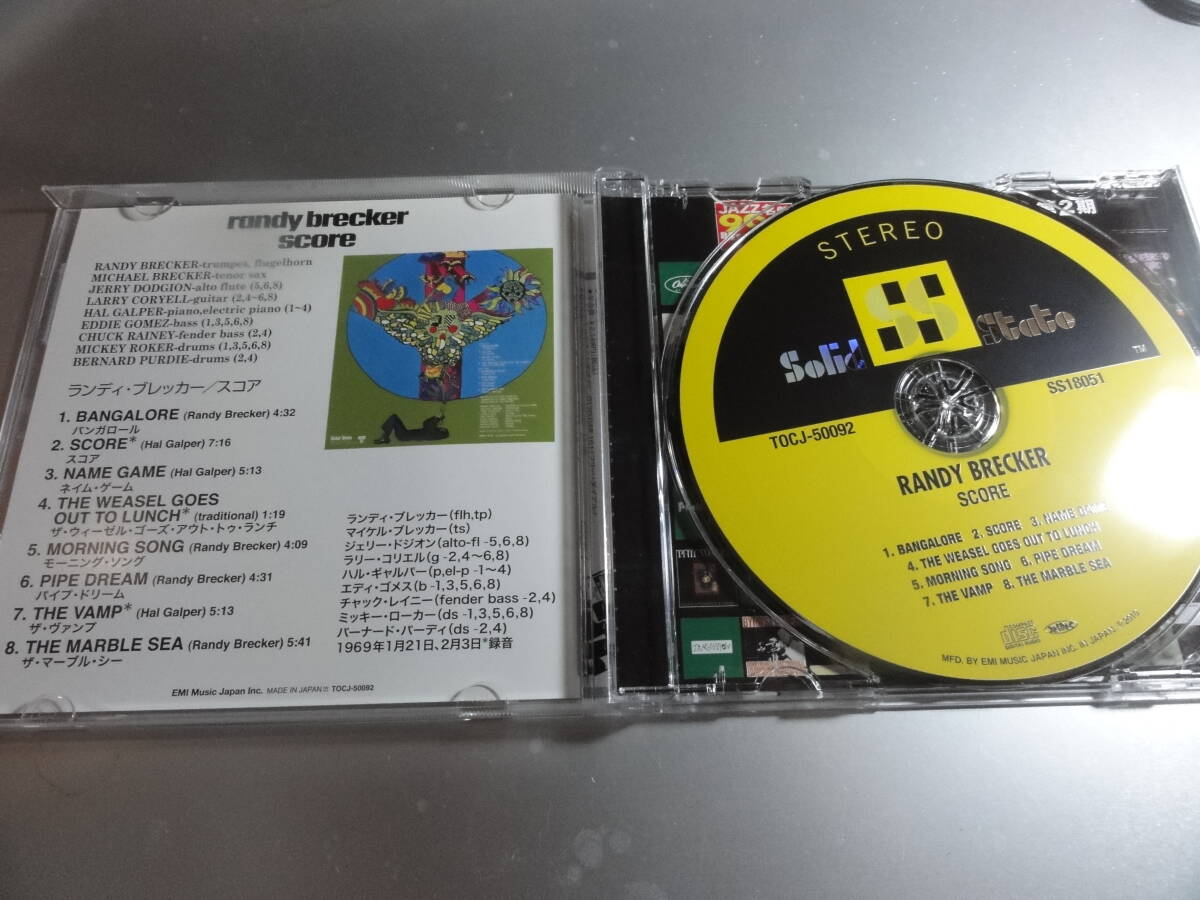 randy brecker
score
RANDY BRECKER-trumpes, flugelhorn
MICHAEL BRECKER-tenor sax
JERRY DODGION-alto flute (5,6,8)
LARRY CORYELL-guitar (2,4~6,8)
HAL GALPER-piano,electric piano (1~4)
EDDIE GOMEZ-bass (1,3,5,6,8)
CHUCK RAINEY-fender bass (2,4)
MICKEY ROKER-drums (1,3,5,6,8)
BERNARD PURDIE-drums (2,4)
ランディ・ブレッカー/スコア
1. BANGALORE (Randy Brecker) 4:32
バンガロール
2. SCORE* (Hal Galper) 7:16
スコア
3. NAME GAME (Hal Galper) 5:13
ネイム・ゲーム
4. THE WEASEL GOES
OUT TO LUNCH* (traditional) 1:19
ザ・ウィーゼル・ゴーズ・アウト・トゥ・ランチ
5. MORNING SONG (Randy Brecker) 4:09
モーニング・ソング
6. PIPE DREAM (Randy Brecker) 4:31
パイプ・ドリーム
7. THE VAMP* (Hal Galper) 5:13
ザ・ヴァンプ
8. THE MARBLE SEA (Randy Brecker) 5:41
ザ・マーブル・シー
ランディ・ブレッカー(flh,tp)
マイケル・ブレッカー(ts)
ジェリー・ドジオン(alto-fl -5,6,8)
ラリー・コリエル(g -2,4~6,8)
ハル・ギャルパー(p,el-p -1~4)
エディ・ゴメス(b -1,3,5,6,8)
チャック・レイニー(fender bass -2,4)
ミッキー・ローカー(ds -1,3,5,6,8)
バーナード・パーディ(ds -2,4)
1969年1月21日、2月3日*録音
EMI Music Japan Inc. MADE IN JAPAN TOCJ-50092
JAZZ
第2期
STEREO
Solid SS State
TM
SS18051
TOCJ-50092
RANDY BRECKER
SCORE
1. BANGALORE 2. SCORE 3. NAME GAME
4. THE WEASEL GOES OUT TO LUNCH
5. MORNING SONG 6. PIPE DREAM
7. THE VAMP 8. THE MARBLE SEA
COMPACT DISC DIGITAL AUDIO
MFD. BY EMI MUSIC JAPAN INC. IN JAPAN.